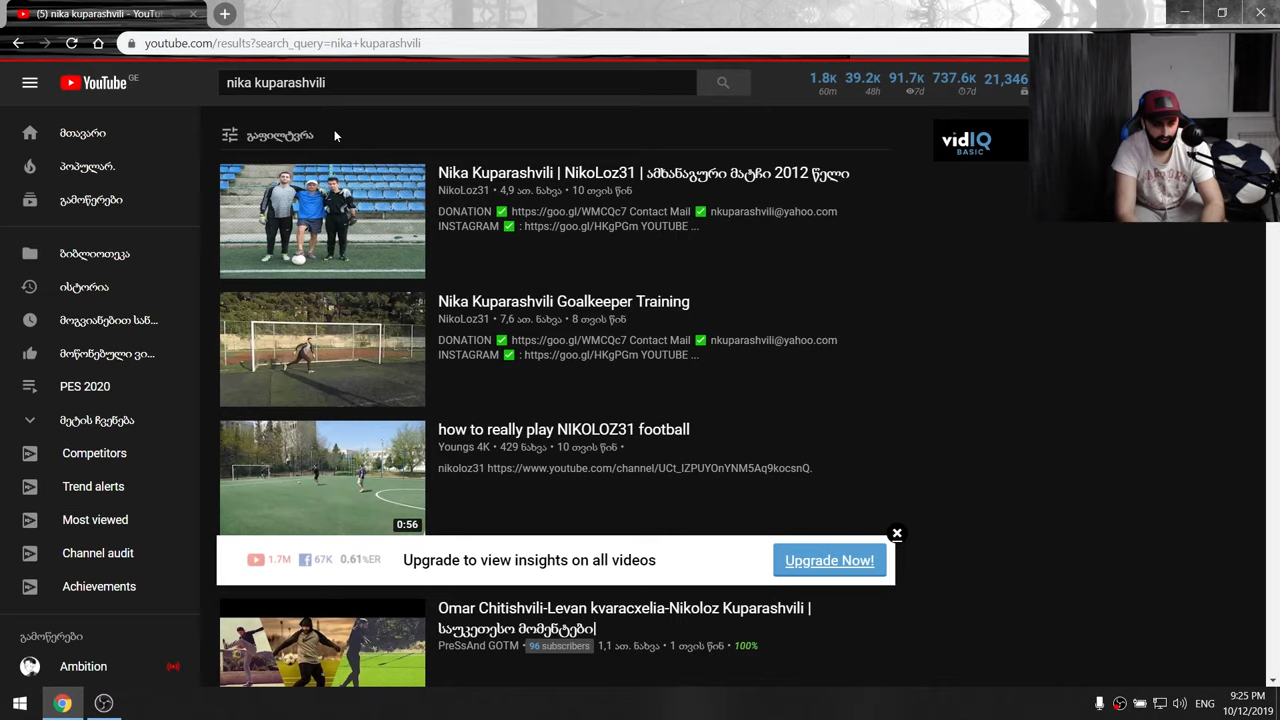 (5) nika kuparashvili - YouTu
youtube.com/results?search_query=nika+kuparashvili
YouTube GE
nika kuparashvili
1.8K 39.2K 91.7K 737.6K 21,346
60m 48h 7d 7d
მთავარი
პოპულარ.
გამოწერები
ბიბლიოთეკა
ისტორია
მოგვიანებით სან...
მოწონებული ვი...
PES 2020
მეტის ჩვენება
Competitors
Trend alerts
Most viewed
Channel audit
Achievements
გამოწერები
Ambition
გაფილტვრა
vidIQ
BASIC
Nika Kuparashvili | NikoLoz31 | ამხანაგური მატჩი 2012 წელი
NikoLoz31 • 4,9 ათ. ნახვა • 10 თვის წინ
DONATION ✅ https://goo.gl/WMCQc7 Contact Mail ✅ nkuparashvili@yahoo.com
INSTAGRAM ✅ : https://goo.gl/HKgPGm YOUTUBE ...
Nika Kuparashvili Goalkeeper Training
NikoLoz31 • 7,6 ათ. ნახვა • 8 თვის წინ
DONATION ✅ https://goo.gl/WMCQc7 Contact Mail ✅ nkuparashvili@yahoo.com
INSTAGRAM ✅ : https://goo.gl/HKgPGm YOUTUBE ...
how to really play NIKOLOZ31 football
Youngs 4K • 429 ნახვა • 10 თვის წინ •
nikoloz31 https://www.youtube.com/channel/UCt_IZPUYOnYNM5Aq9kocsnQ.
0:56
1.7M 67K 0.61%ER Upgrade to view insights on all videos Upgrade Now!
Omar Chitishvili-Levan kvaracxelia-Nikoloz Kuparashvili |
საუკეთესო მომენტები|
PreSsAnd GOTM • 96 subscribers • 1,1 ათ. ნახვა • 1 თვის წინ • 100%
ENG
9:25 PM
10/12/2019